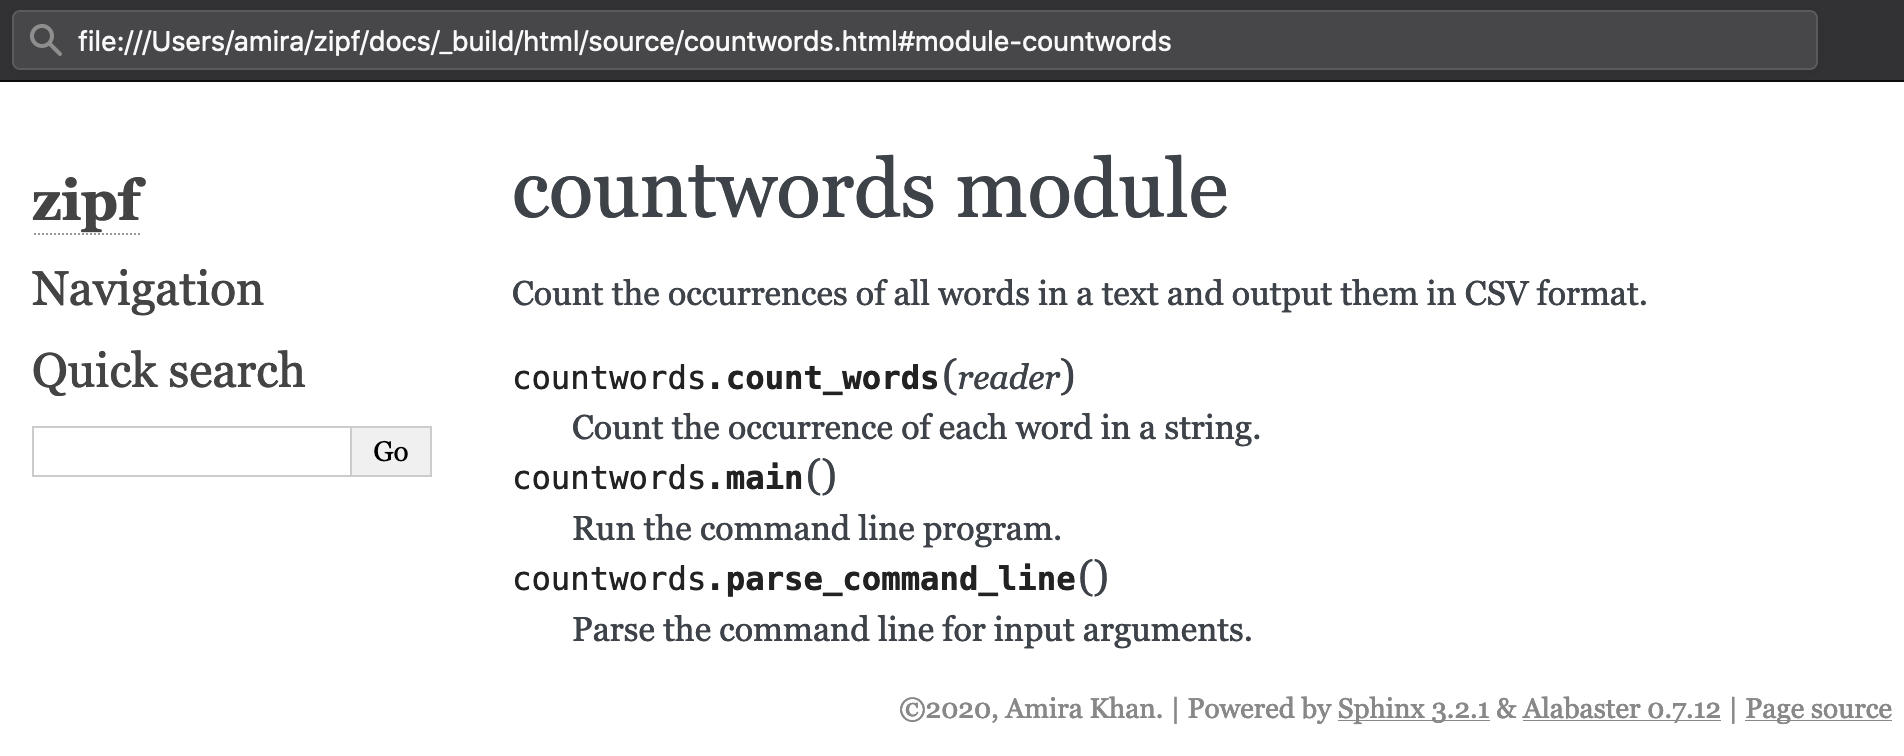 file:///Users/amira/zipf/docs/_build/html/source/countwords.html#module-countwords
zipf
Navigation
Quick search
Go
countwords module
Count the occurrences of all words in a text and output them in CSV format.
countwords.count_words(reader)
Count the occurrence of each word in a string.
countwords.main()
Run the command line program.
countwords.parse_command_line()
Parse the command line for input arguments.
©2020, Amira Khan. | Powered by Sphinx 3.2.1 & Alabaster 0.7.12 | Page source